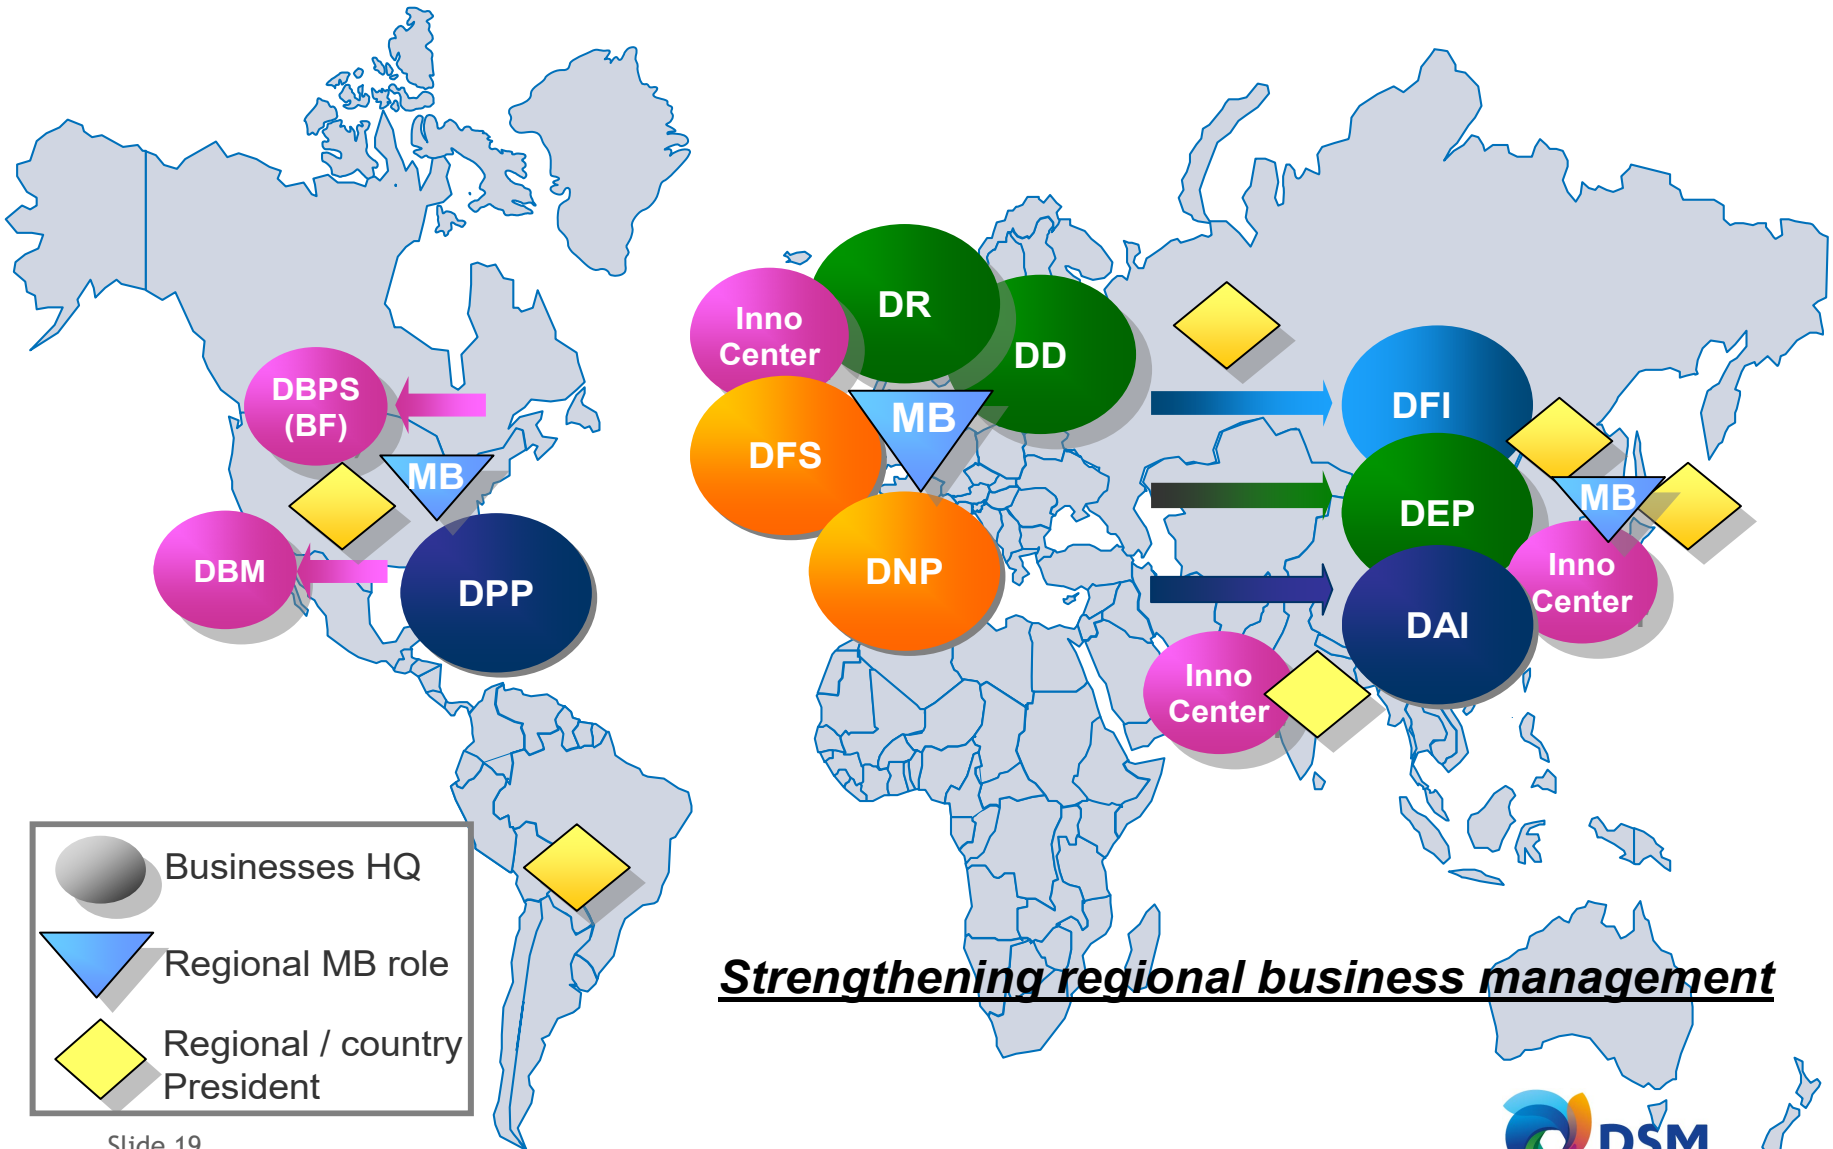 DR
Inno
Center
DD
DBPS
(BF)
MB
DFS
DFI
MB
DEP
MB
DBM
DPP
DNP
Inno
Center
DAI
Inno
Center
Businesses HQ
Regional MB role
Regional / country
President
Strengthening regional business management
Slide 19
DSM